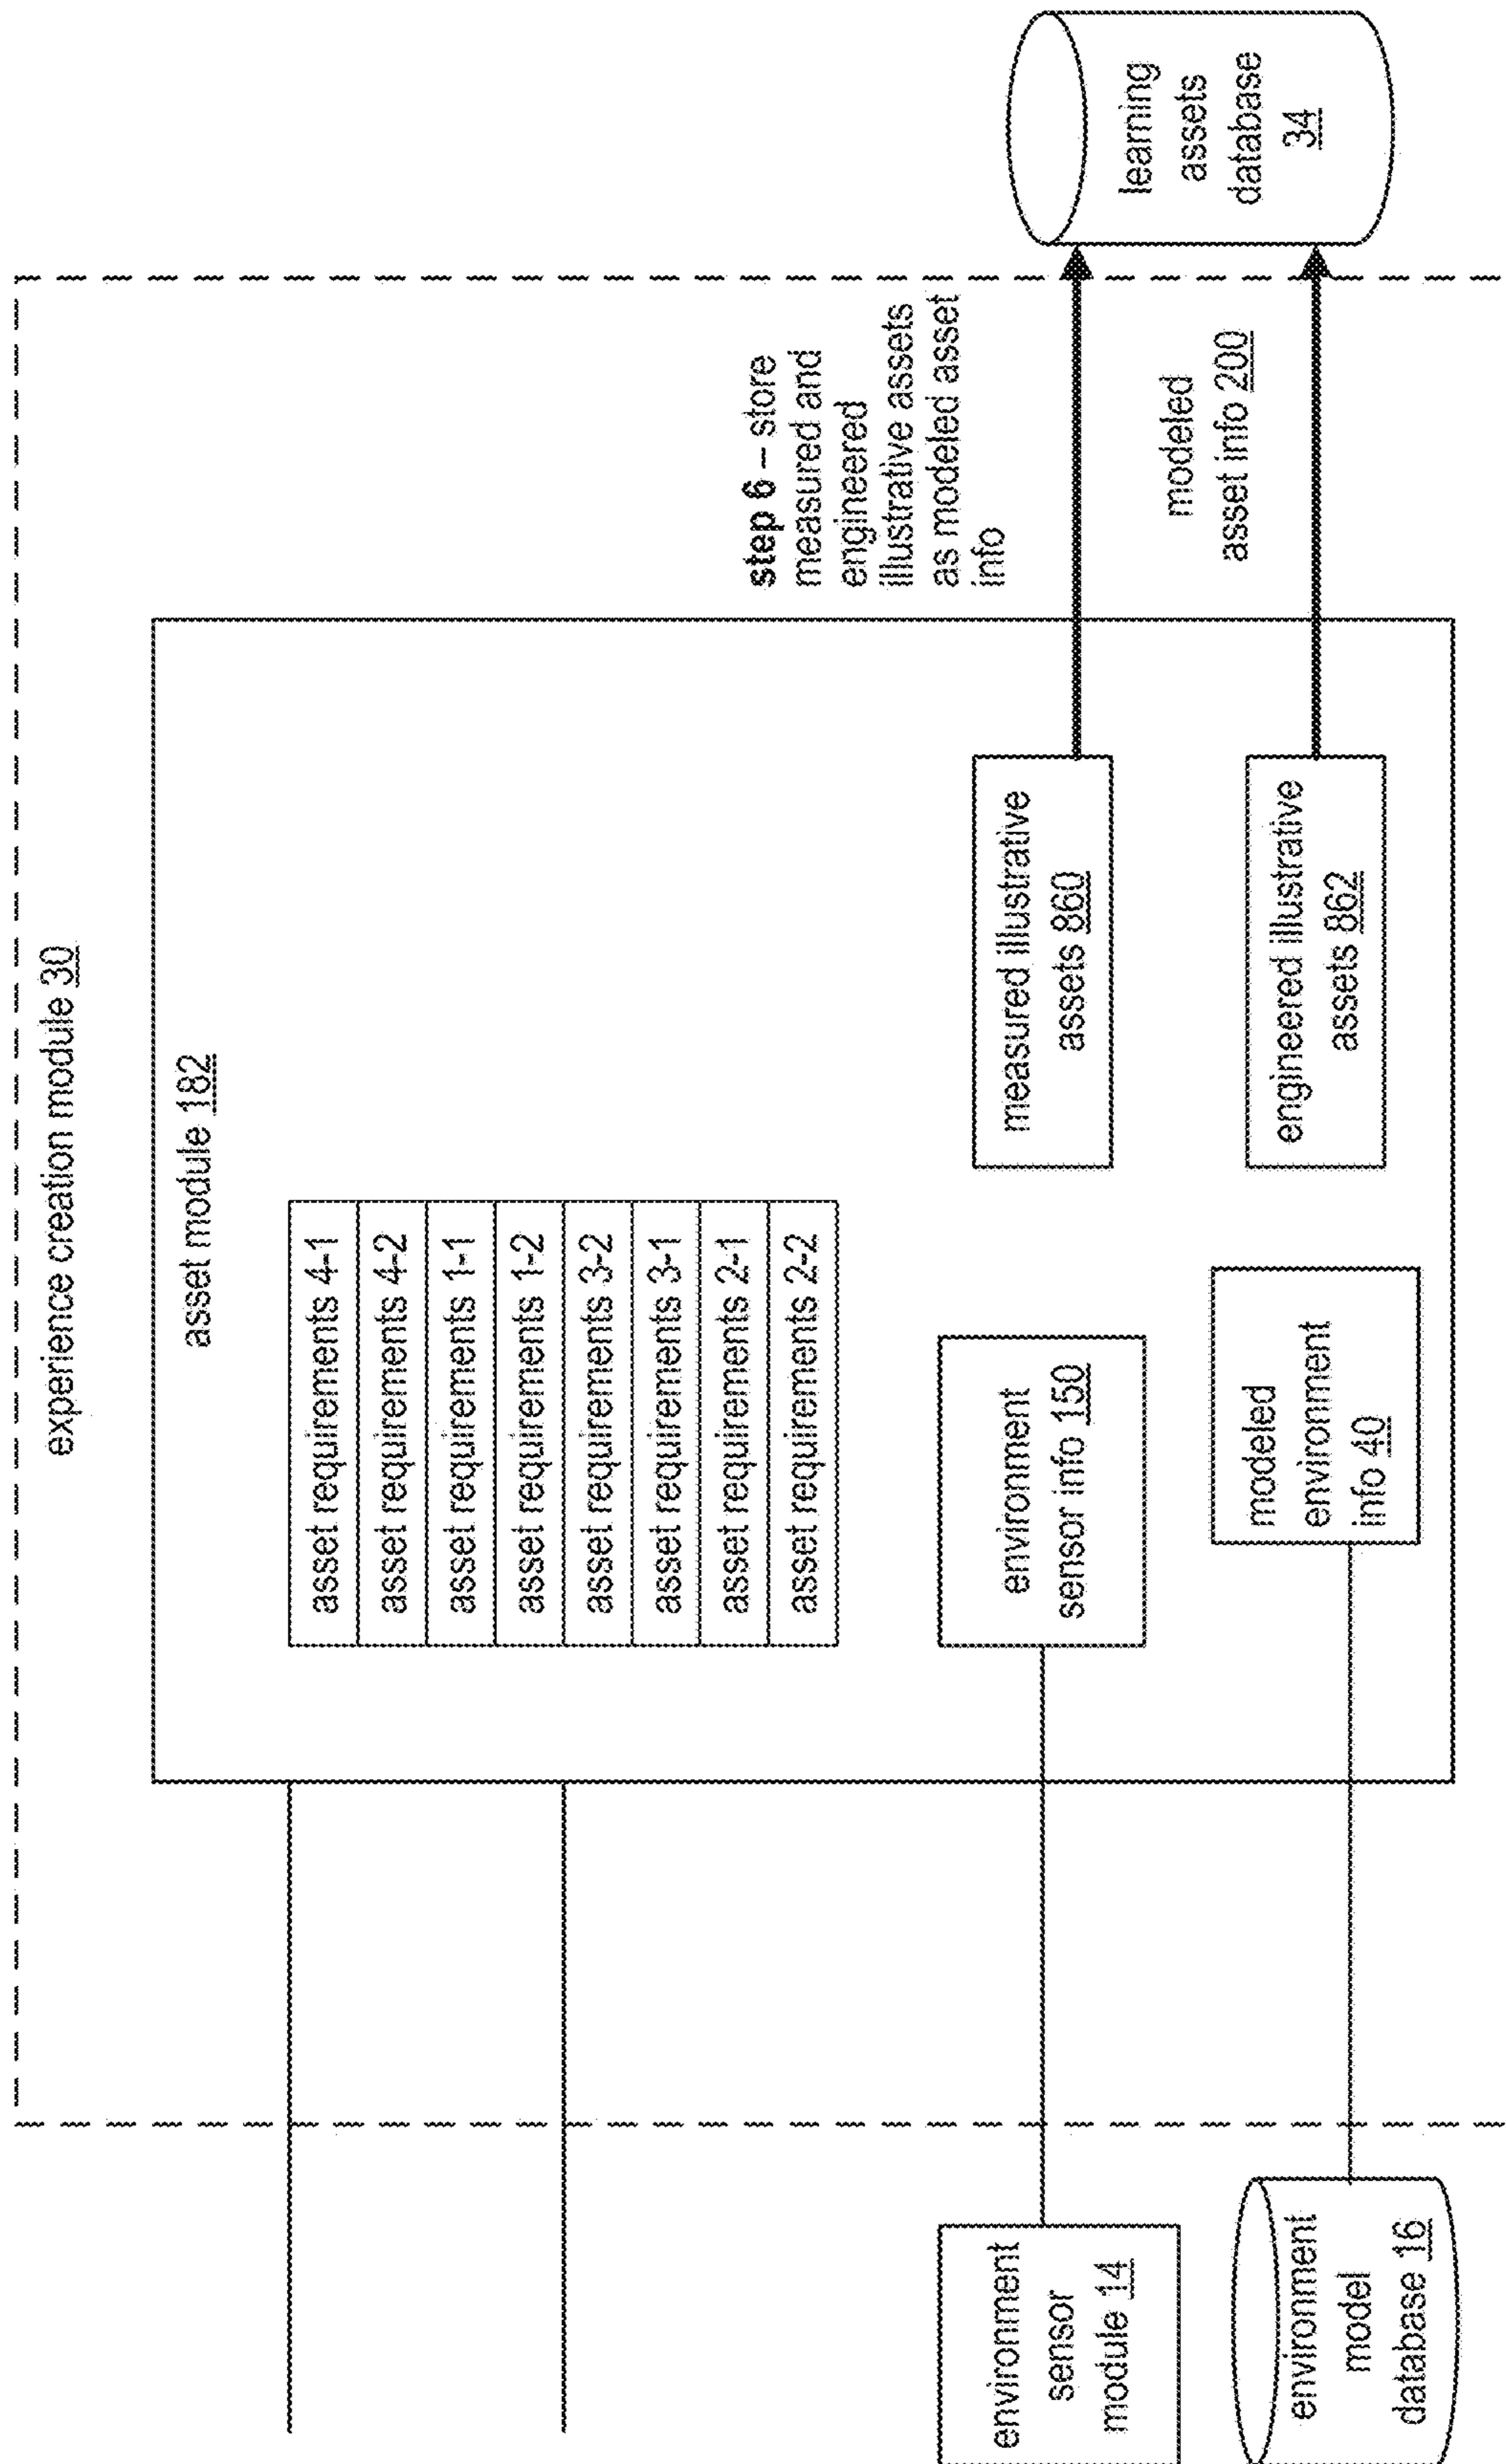 experience creation module 30
asset module 182
asset requirements 4-1
asset requirements 4-2
asset requirements 1-1
asset requirements 1-2
asset requirements 3-2
asset requirements 3-1
asset requirements 2-1
asset requirements 2-2
step 6 – store
measured and
engineered
illustrative assets
as modeled asset
info
environment
sensor
module 14
environment
sensor info 150
measured illustrative
assets 860
modeled
asset info 200
learning
assets
database
34
environment
model
database 16
modeled
environment
info 40
engineered illustrative
assets 862